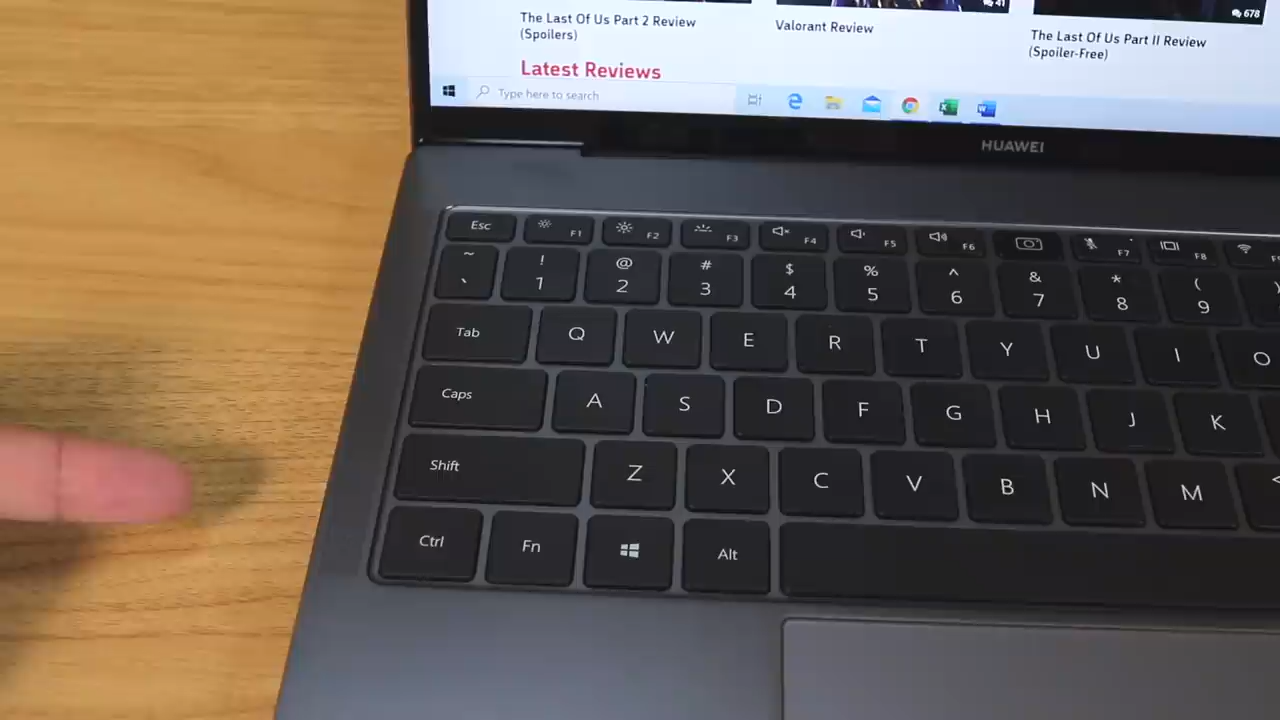 41
678
The Last Of Us Part 2 Review
(Spoilers)
Valorant Review
The Last Of Us Part II Review
(Spoiler-Free)
Latest Reviews
Type here to search
HUAWEI
Esc F1 F2 F3 F4 F5 F6 F7 F8
~ ! @ # $ % ^ & * (
` 1 2 3 4 5 6 7 8 9
Tab Q W E R T Y U I O
Caps A S D F G H J K
Shift Z X C V B N M <
Ctrl Fn Alt